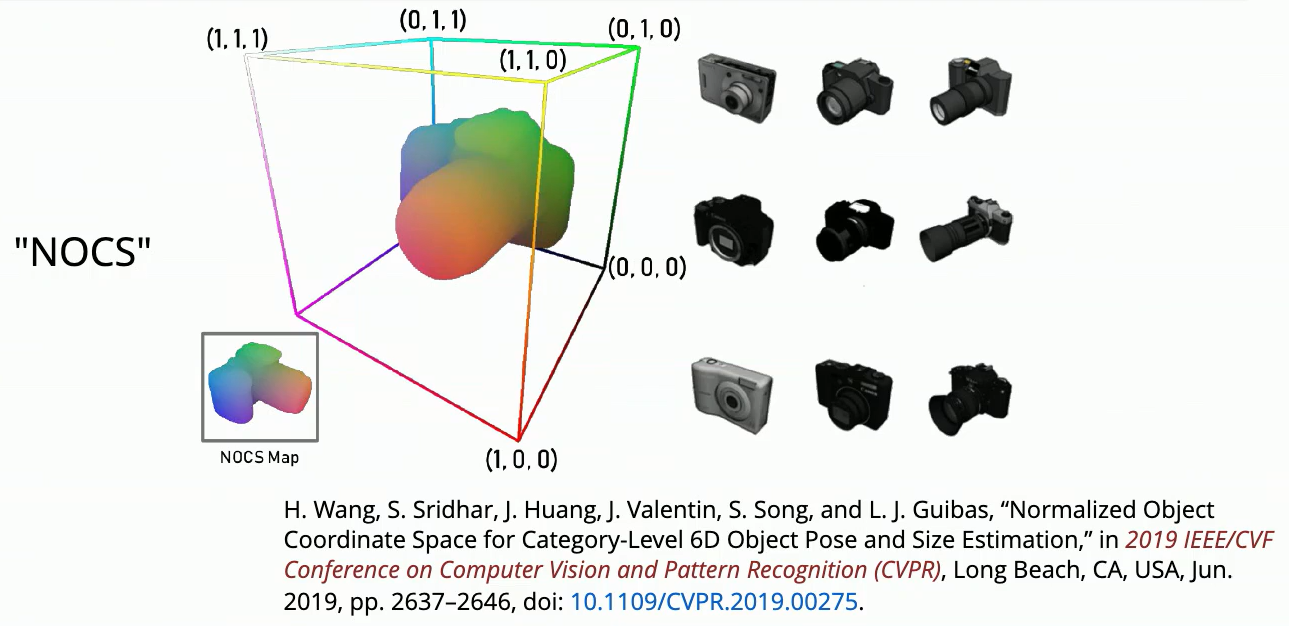 (0, 1, 1)
(0, 1, 0)
(1, 1, 1)
(1, 1, 0)
"NOCS"
(0, 0, 0)
NOCS Map
(1, 0, 0)
H. Wang, S. Sridhar, J. Huang, J. Valentin, S. Song, and L. J. Guibas, “Normalized Object
Coordinate Space for Category-Level 6D Object Pose and Size Estimation,” in 2019 IEEE/CVF
Conference on Computer Vision and Pattern Recognition (CVPR), Long Beach, CA, USA, Jun.
2019, pp. 2637–2646, doi: 10.1109/CVPR.2019.00275.